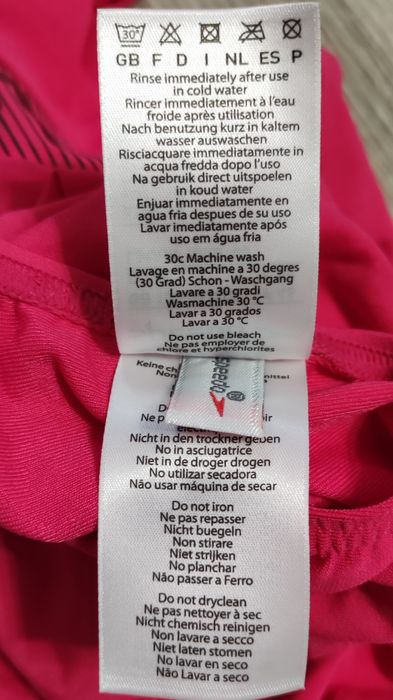 30°
GB F D I NL ES P
Rinse immediately after use
in cold water
Rincer immédiatement à l'eau
froide après utilisation
Nach benutzung kurz in kaltem
wasser auswaschen
Risciacquare immediatamente in
acqua fredda dopo l'uso
Na gebruik direct uitspoelen
in koud water
Enjuar immediatamente en
agua fria despues de su uso
Lavar imediatamente após
uso em água fria
30c Machine wash
Lavage en machine a 30 degres
(30 Grad) Schon - Waschgang
Lavare a 30 gradi
Wasmachine 30 °C
Lavar a 30 grados
Lavar a 30 °C
Do not use bleach
Ne pas employer de
chlore et hyperchlorites
Keine
speedo
Nicht in den trockner geben
No in asciugatrice
Niet in de droger drogen
No utilizar secadora
Não usar máquina de secar
Do not iron
Ne pas repasser
Nicht buegeln
Non stirare
Niet strijken
No planchar
Não passer a Ferro
Do not dryclean
Ne pas nettoyer à sec
Nicht chemisch reinigen
Non lavare a secco
Niet laten stomen
No lavar en seco
Não Lavar a seco